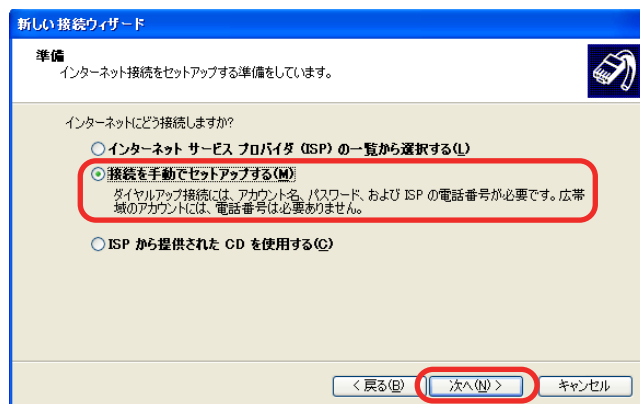 新しい接続ウィザード
準備
インターネット接続をセットアップする準備をしています。
インターネットにどう接続しますか?
インターネット サービス プロバイダ (ISP) の一覧から選択する(L)
接続を手動でセットアップする(M)
ダイヤルアップ接続には、アカウント名、パスワード、および ISP の電話番号が必要です。広帯
域のアカウントには、電話番号は必要ありません。
ISP から提供された CD を使用する(C)
< 戻る(B) 次へ(N) > キャンセル